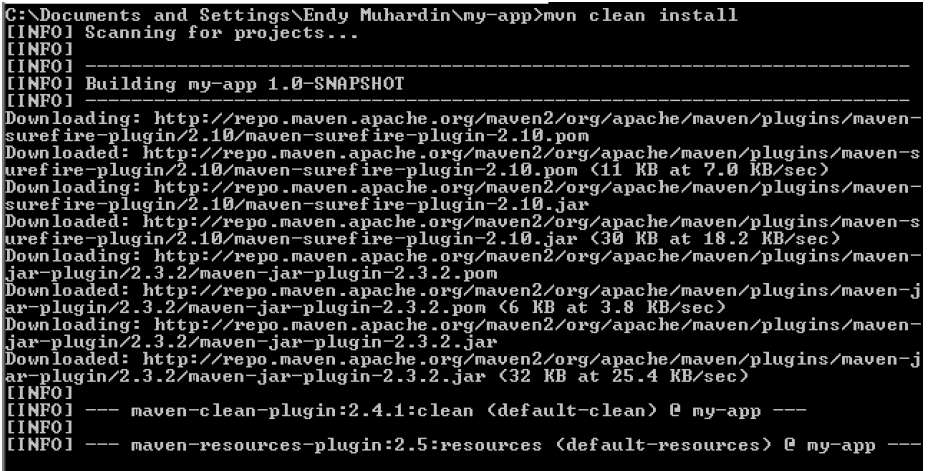 C:\Documents and Settings\Endy Muhardin\my-app>mvn clean install
[INFO] Scanning for projects...
[INFO]
[INFO] ------------------------------------------------------------------------
[INFO] Building my-app 1.0-SNAPSHOT
[INFO] ------------------------------------------------------------------------
Downloading: http://repo.maven.apache.org/maven2/org/apache/maven/plugins/maven-
surefire-plugin/2.10/maven-surefire-plugin-2.10.pom
Downloaded: http://repo.maven.apache.org/maven2/org/apache/maven/plugins/maven-s
urefire-plugin/2.10/maven-surefire-plugin-2.10.pom (11 KB at 7.0 KB/sec)
Downloading: http://repo.maven.apache.org/maven2/org/apache/maven/plugins/maven-
surefire-plugin/2.10/maven-surefire-plugin-2.10.jar
Downloaded: http://repo.maven.apache.org/maven2/org/apache/maven/plugins/maven-s
urefire-plugin/2.10/maven-surefire-plugin-2.10.jar (30 KB at 18.2 KB/sec)
Downloading: http://repo.maven.apache.org/maven2/org/apache/maven/plugins/maven-
jar-plugin/2.3.2/maven-jar-plugin-2.3.2.pom
Downloaded: http://repo.maven.apache.org/maven2/org/apache/maven/plugins/maven-j
ar-plugin/2.3.2/maven-jar-plugin-2.3.2.pom (6 KB at 3.8 KB/sec)
Downloading: http://repo.maven.apache.org/maven2/org/apache/maven/plugins/maven-
jar-plugin/2.3.2/maven-jar-plugin-2.3.2.jar
Downloaded: http://repo.maven.apache.org/maven2/org/apache/maven/plugins/maven-j
ar-plugin/2.3.2/maven-jar-plugin-2.3.2.jar (32 KB at 25.4 KB/sec)
[INFO]
[INFO] --- maven-clean-plugin:2.4.1:clean (default-clean) @ my-app ---
[INFO]
[INFO] --- maven-resources-plugin:2.5:resources (default-resources) @ my-app ---